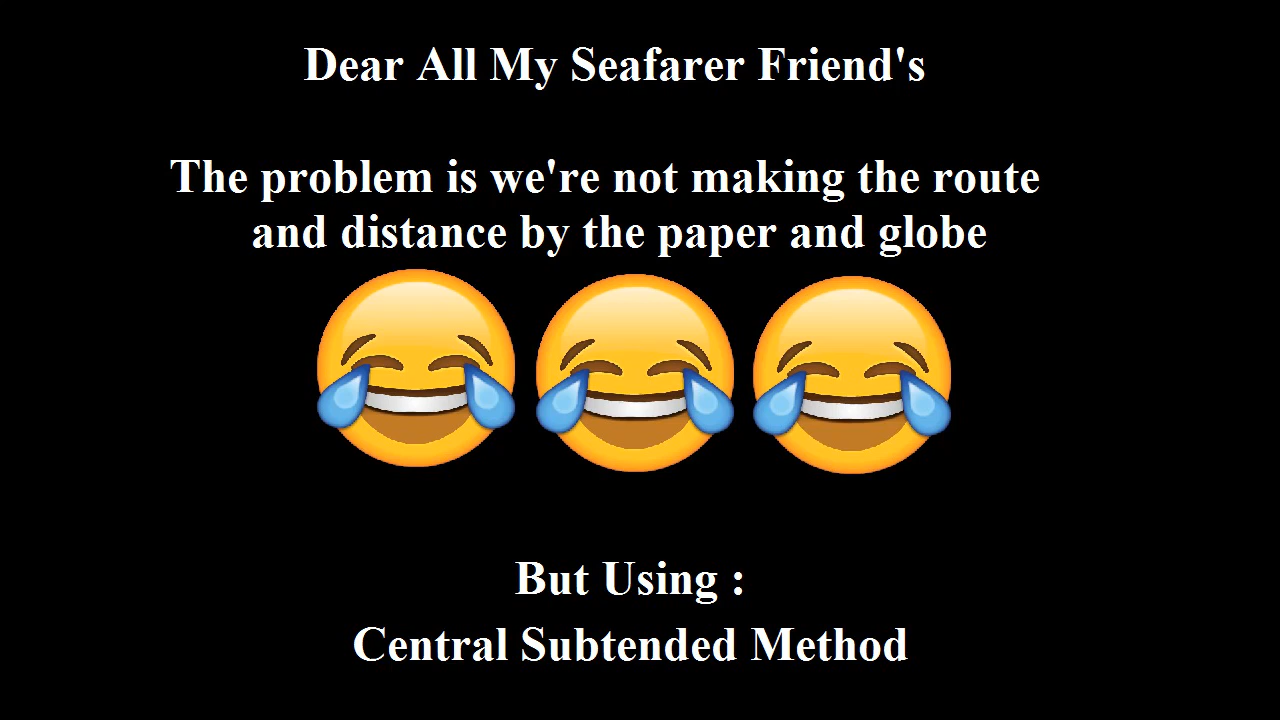 Dear All My Seafarer Friend's
The problem is we're not making the route
and distance by the paper and globe
But Using :
Central Subtended Method